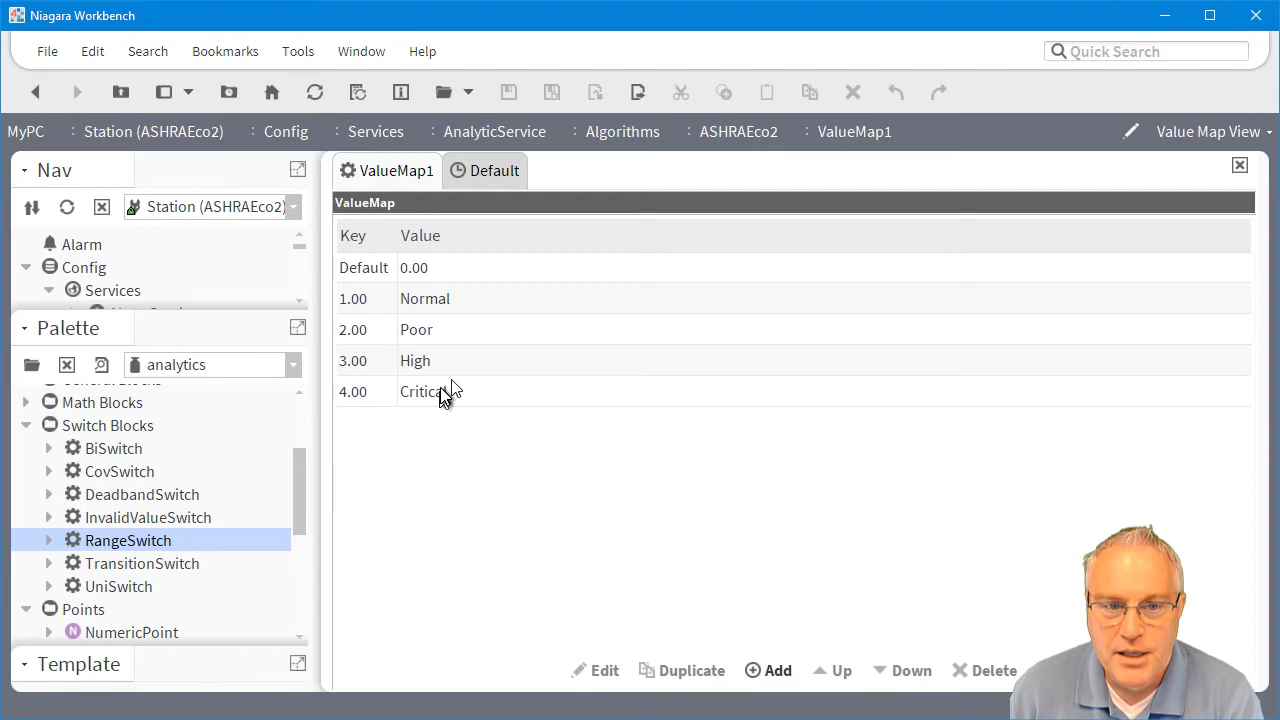 Niagara Workbench
File Edit Search Bookmarks Tools Window Help
Quick Search
MyPC : Station (ASHRAEco2) : Config : Services : AnalyticService : Algorithms : ASHRAEco2 : ValueMap1
Value Map View
Nav
Station (ASHRAEco2)
Alarm
Config
Services
Palette
analytics
Math Blocks
Switch Blocks
BiSwitch
CovSwitch
DeadbandSwitch
InvalidValueSwitch
RangeSwitch
TransitionSwitch
UniSwitch
Points
N NumericPoint
Template
ValueMap1 Default
ValueMap
Key Value
Default 0.00
1.00 Normal
2.00 Poor
3.00 High
4.00 Critical
Edit Duplicate Add Up Down Delete